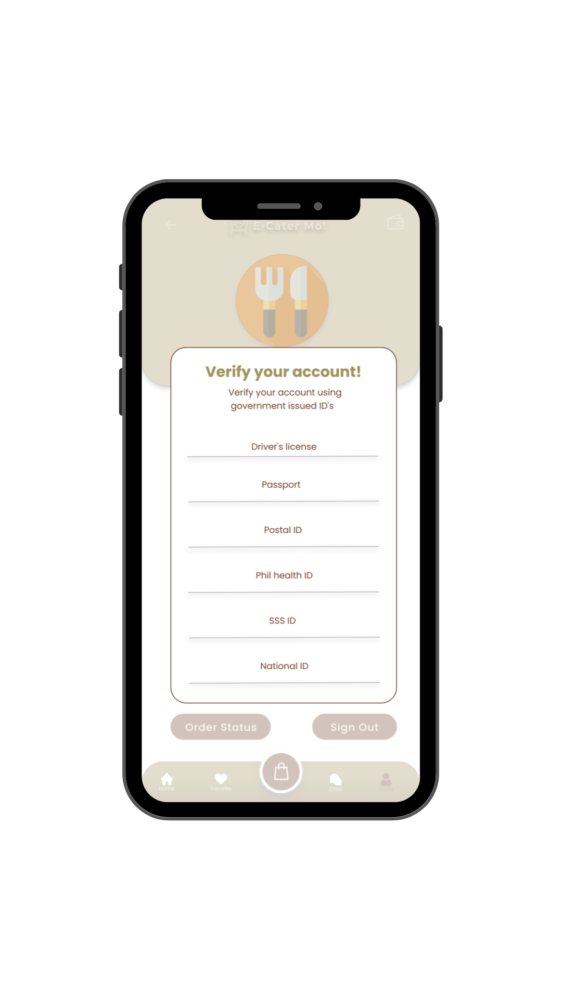 E-Cater Mo!
Verify your account!
Verify your account using
government issued ID's
Driver's license
Passport
Postal ID
Phil health ID
SSS ID
National ID
Order Status
Sign Out
Home
Favorite
Chat
Profile